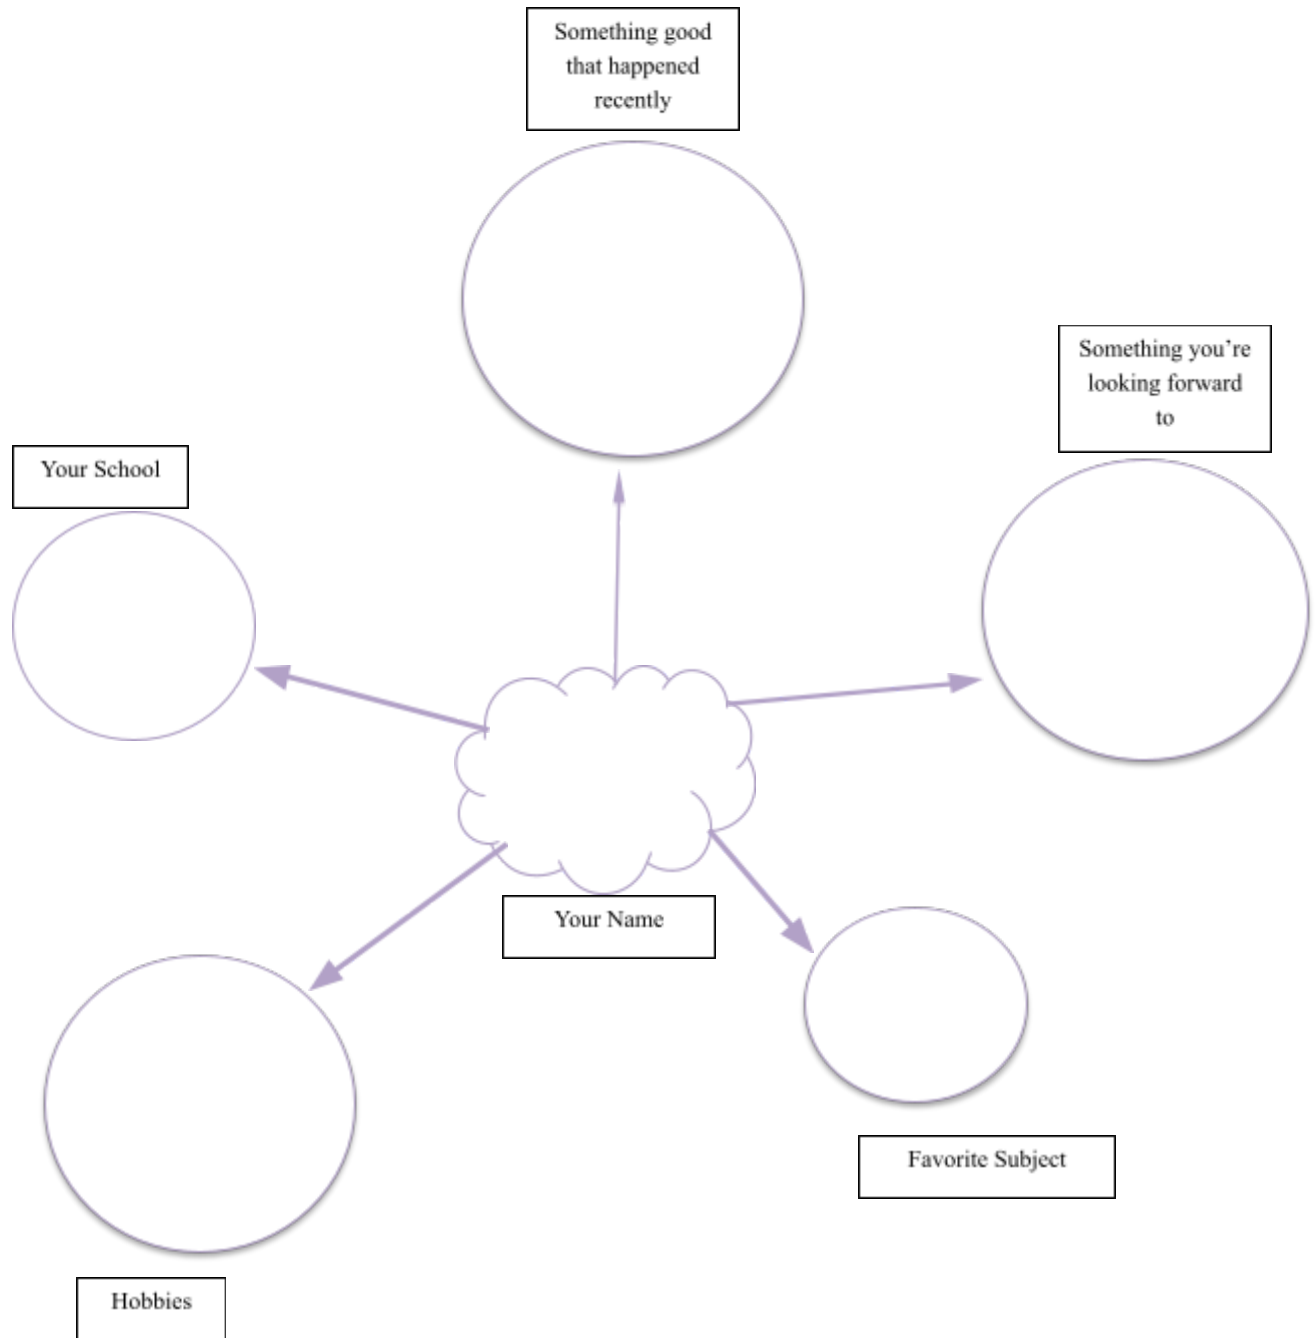 Something good
that happened
recently
Something you’re
looking forward
to
Your School
Your Name
Favorite Subject
Hobbies